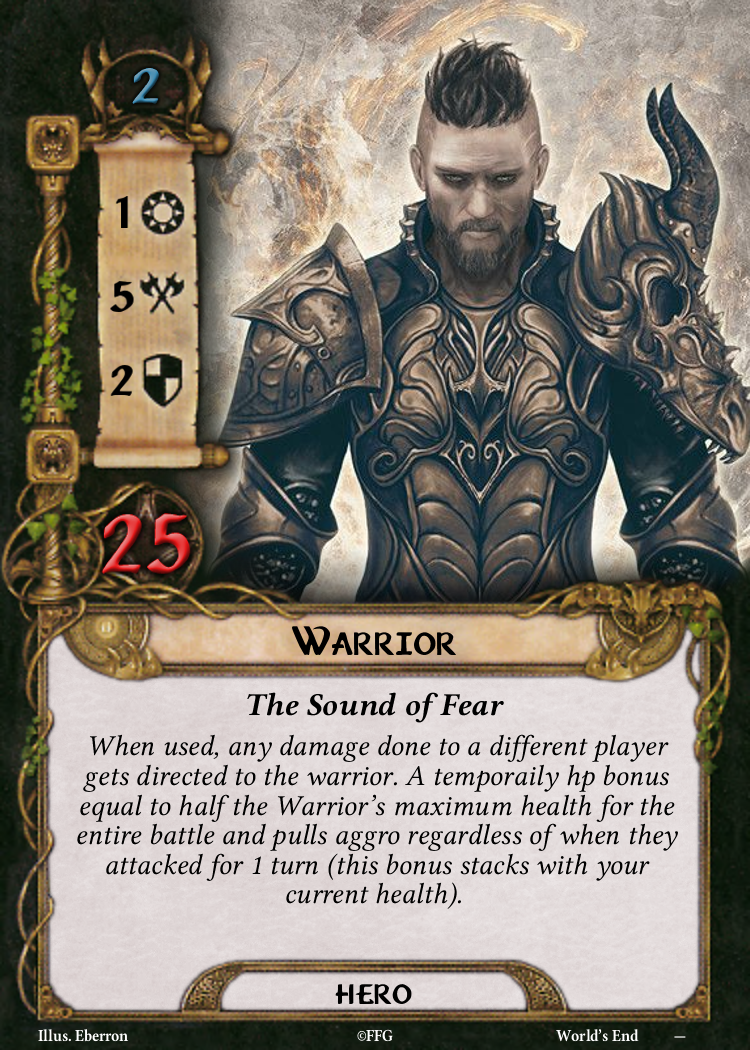 2
1
5
2
25
Warrior
The Sound of Fear
When used, any damage done to a different player
gets directed to the warrior. A temporaily hp bonus
equal to half the Warrior's maximum health for the
entire battle and pulls aggro regardless of when they
attacked for 1 turn (this bonus stacks with your
current health).
HERO
Illus. Eberron ©FFG World's End —